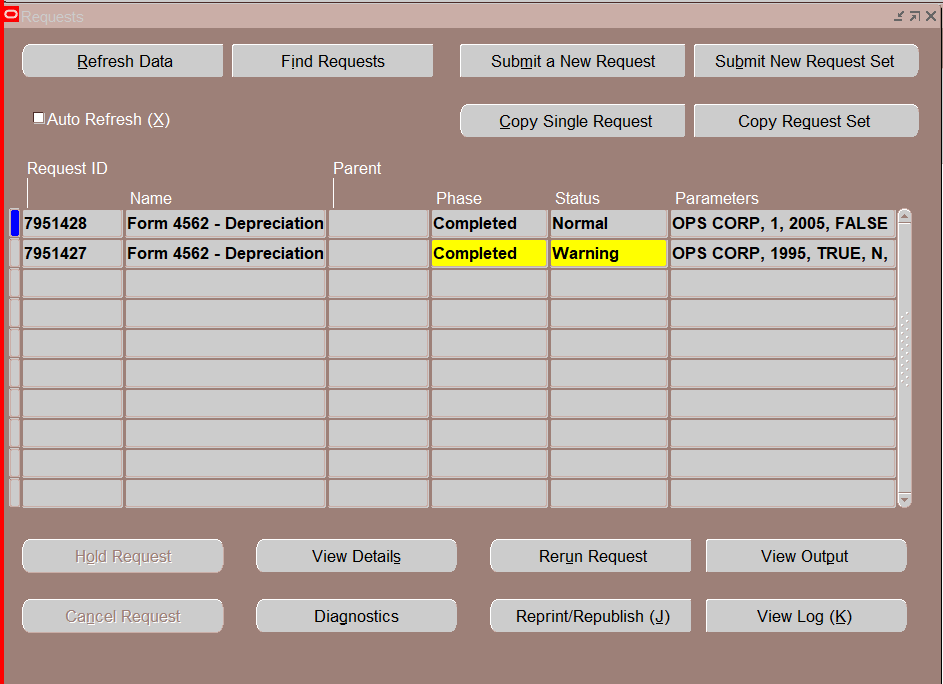 Requests
Refresh Data Find Requests Submit a New Request Submit New Request Set
Auto Refresh (X) Copy Single Request Copy Request Set
Request ID Parent
Name Phase Status Parameters
7951428 Form 4562 - Depreciation Completed Normal OPS CORP, 1, 2005, FALSE
7951427 Form 4562 - Depreciation Completed Warning OPS CORP, 1995, TRUE, N,
Hold Request View Details Rerun Request View Output
Cancel Request Diagnostics Reprint/Republish (J) View Log (K)